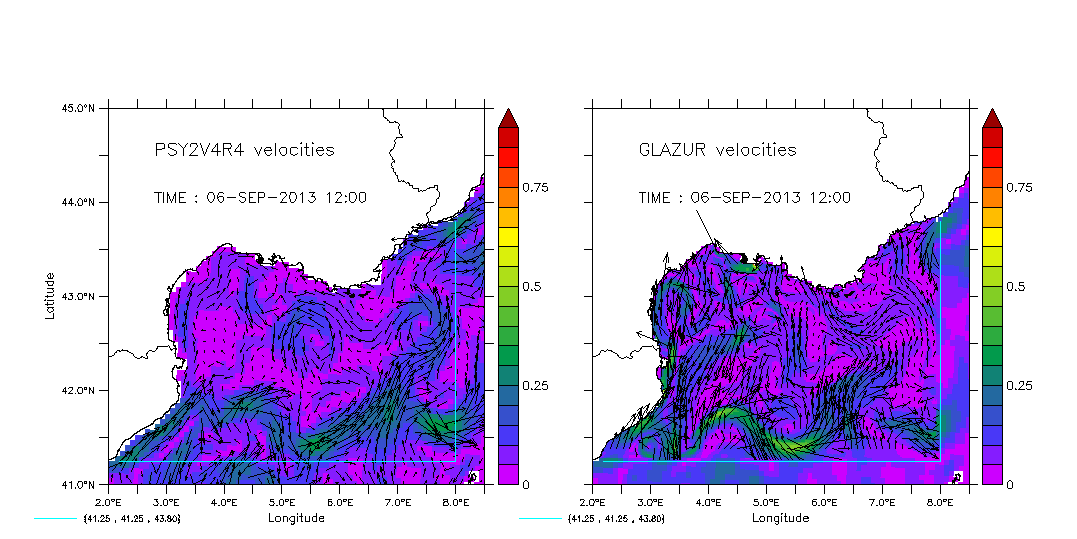 PSY2V4R4 velocities
TIME : 06-SEP-2013 12:00
45.0°N
44.0°N
43.0°N
42.0°N
41.0°N
Latitude
2.0°E 3.0°E 4.0°E 5.0°E 6.0°E 7.0°E 8.0°E
Longitude
{41.25 , 41.25 , 43.80}
0.75
0.5
0.25
0
GLAZUR velocities
TIME : 06-SEP-2013 12:00
2.0°E 3.0°E 4.0°E 5.0°E 6.0°E 7.0°E 8.0°E
Longitude
{41.25 , 41.25 , 43.80}
0.75
0.5
0.25
0